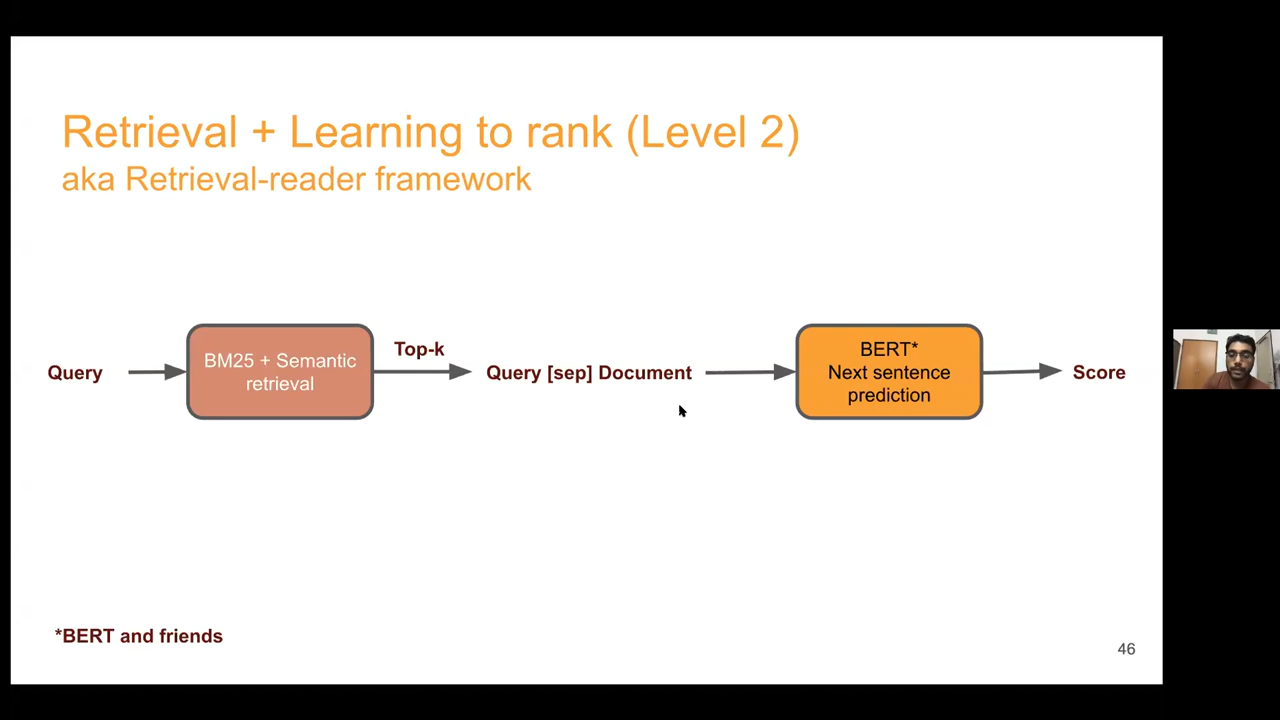 Retrieval + Learning to rank (Level 2)
aka Retrieval-reader framework
Query
BM25 + Semantic
retrieval
Top-k
Query [sep] Document
BERT*
Next sentence
prediction
Score
*BERT and friends
46